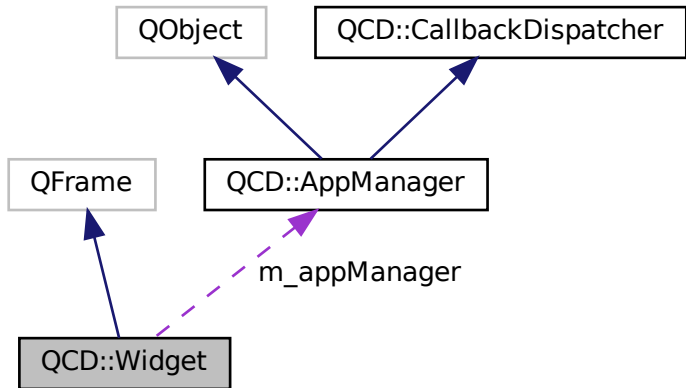 QObject
QCD::CallbackDispatcher
QFrame
QCD::AppManager
m_appManager
QCD::Widget